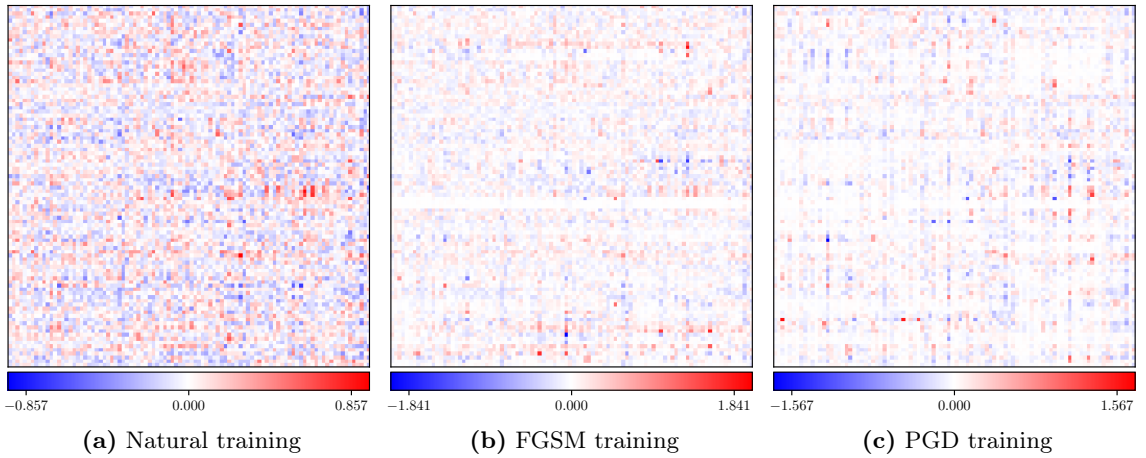 −0.857 0.000 0.857
−1.841 0.000 1.841
−1.567 0.000 1.567
(a) Natural training
(b) FGSM training
(c) PGD training